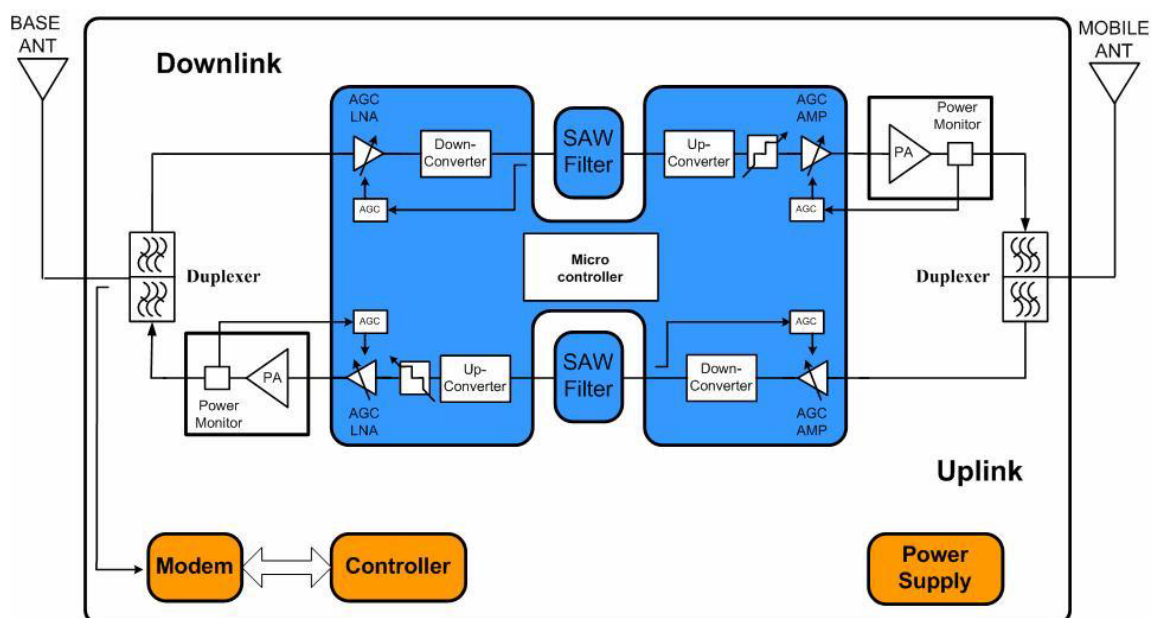 BASE
ANT
MOBILE
ANT
Downlink
AGC
LNA
Down-
Converter
AGC
SAW
Filter
Up-
Converter
AGC
AMP
AGC
PA
Power
Monitor
Duplexer
Micro
controller
Duplexer
AGC
PA
Power
Monitor
AGC
LNA
Up-
Converter
SAW
Filter
AGC
Down-
Converter
AGC
AMP
Uplink
Modem
Controller
Power
Supply